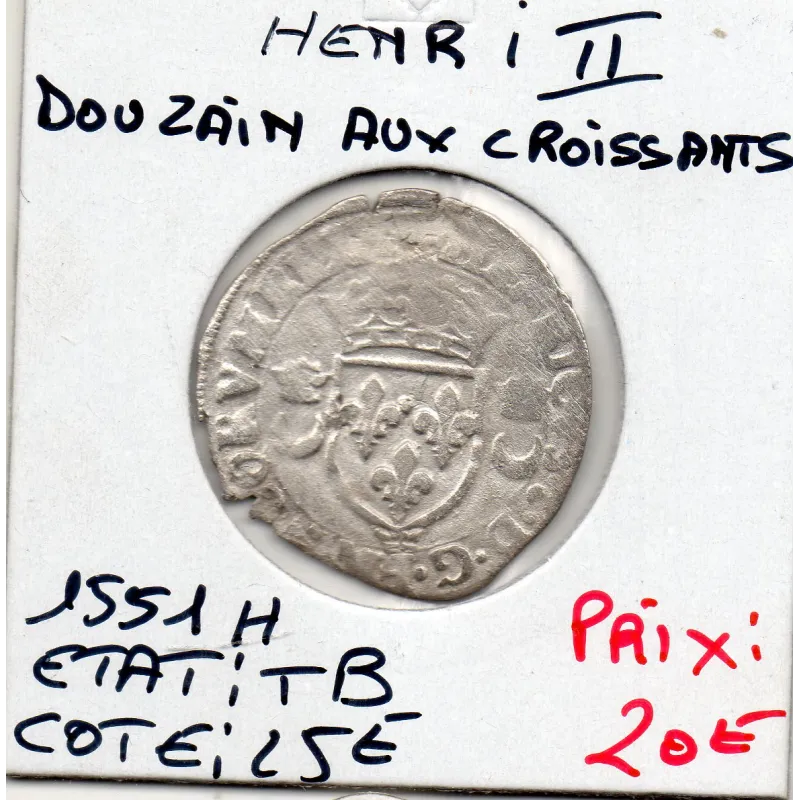 HENRi II
DOUZAiN AUX CROiSSANTS
1551 H
ETAT: TB
COTE: 25€
PRiX:
20€